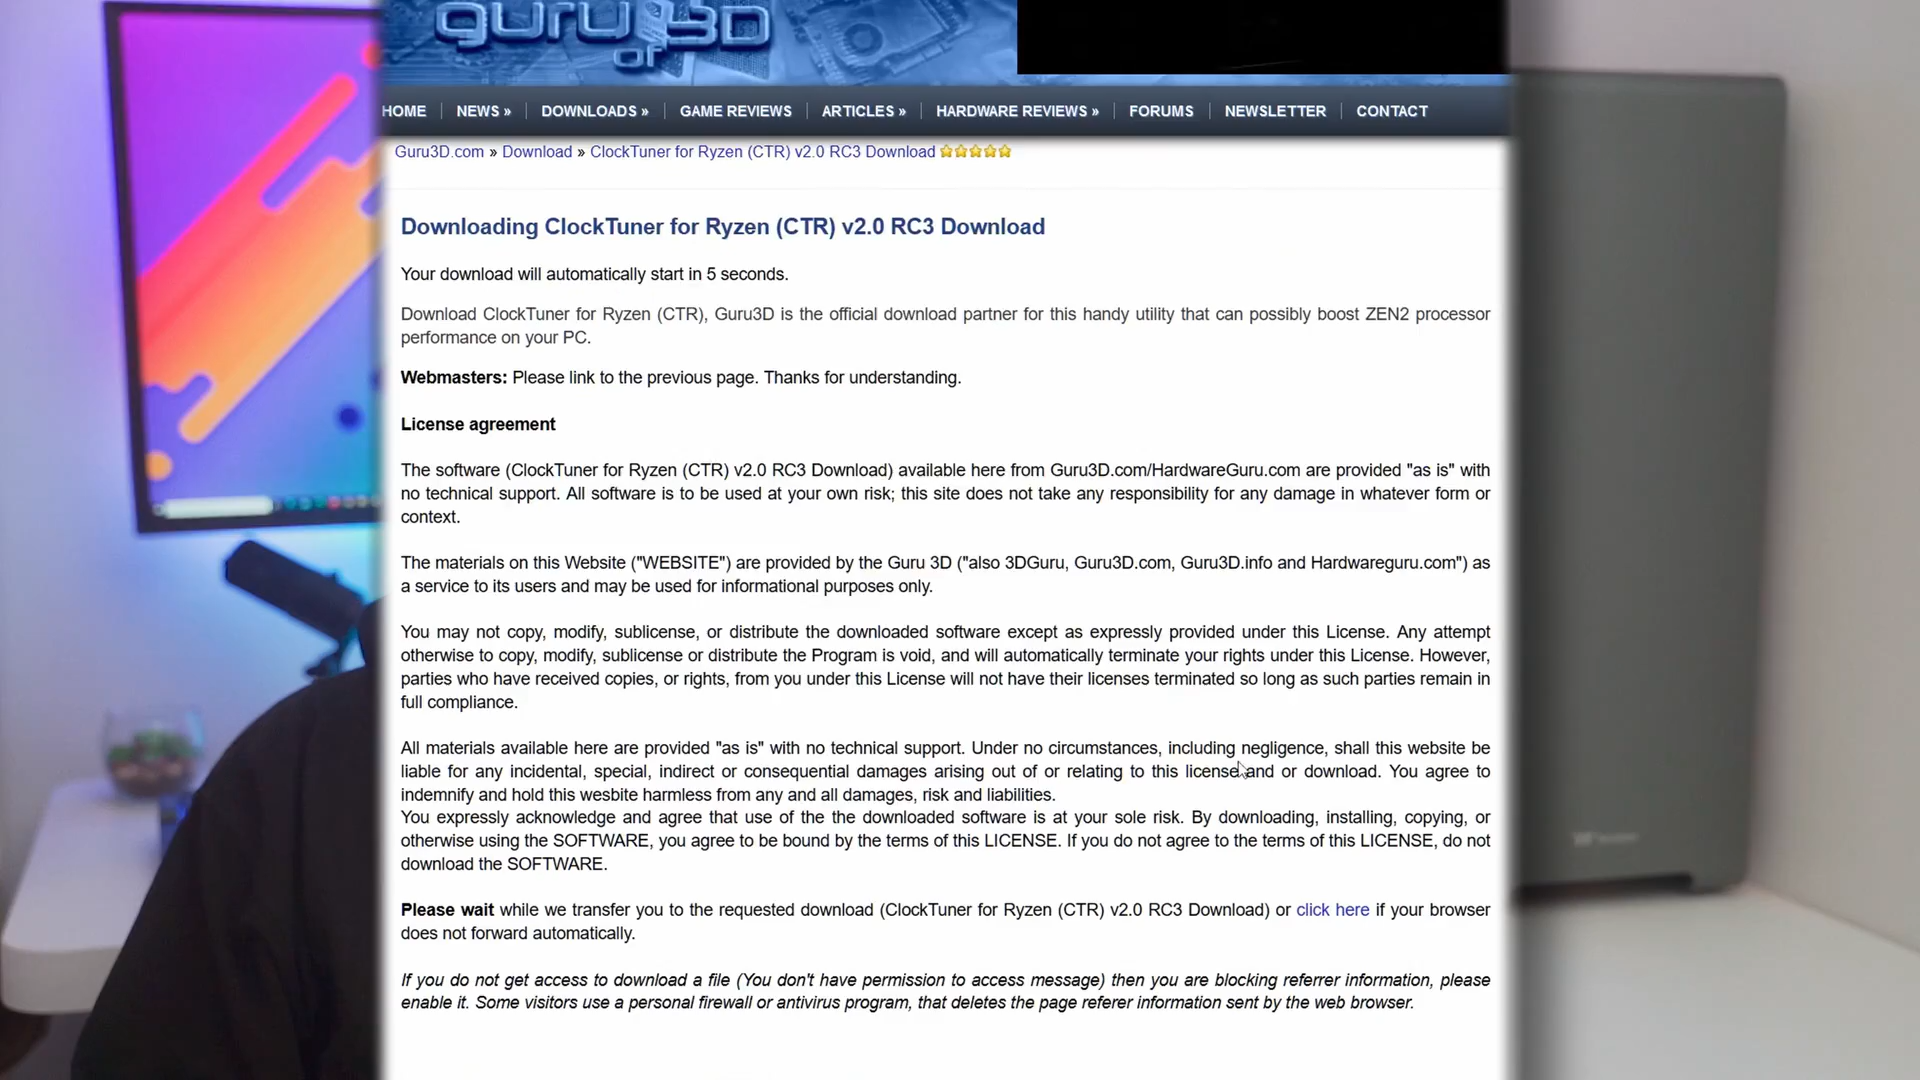 guru
of
3D
HOME NEWS » DOWNLOADS » GAME REVIEWS ARTICLES » HARDWARE REVIEWS » FORUMS NEWSLETTER CONTACT
Guru3D.com » Download » ClockTuner for Ryzen (CTR) v2.0 RC3 Download
Downloading ClockTuner for Ryzen (CTR) v2.0 RC3 Download
Your download will automatically start in 5 seconds.
Download ClockTuner for Ryzen (CTR), Guru3D is the official download partner for this handy utility that can possibly boost ZEN2 processor
performance on your PC.
Webmasters: Please link to the previous page. Thanks for understanding.
License agreement
The software (ClockTuner for Ryzen (CTR) v2.0 RC3 Download) available here from Guru3D.com/HardwareGuru.com are provided "as is" with
no technical support. All software is to be used at your own risk; this site does not take any responsibility for any damage in whatever form or
context.
The materials on this Website ("WEBSITE") are provided by the Guru 3D ("also 3DGuru, Guru3D.com, Guru3D.info and Hardwareguru.com") as
a service to its users and may be used for informational purposes only.
You may not copy, modify, sublicense, or distribute the downloaded software except as expressly provided under this License. Any attempt
otherwise to copy, modify, sublicense or distribute the Program is void, and will automatically terminate your rights under this License. However,
parties who have received copies, or rights, from you under this License will not have their licenses terminated so long as such parties remain in
full compliance.
All materials available here are provided "as is" with no technical support. Under no circumstances, including negligence, shall this website be
liable for any incidental, special, indirect or consequential damages arising out of or relating to this license and or download. You agree to
indemnify and hold this wesbite harmless from any and all damages, risk and liabilities.
You expressly acknowledge and agree that use of the the downloaded software is at your sole risk. By downloading, installing, copying, or
otherwise using the SOFTWARE, you agree to be bound by the terms of this LICENSE. If you do not agree to the terms of this LICENSE, do not
download the SOFTWARE.
Please wait while we transfer you to the requested download (ClockTuner for Ryzen (CTR) v2.0 RC3 Download) or click here if your browser
does not forward automatically.
If you do not get access to download a file (You don't have permission to access message) then you are blocking referrer information, please
enable it. Some visitors use a personal firewall or antivirus program, that deletes the page referer information sent by the web browser.